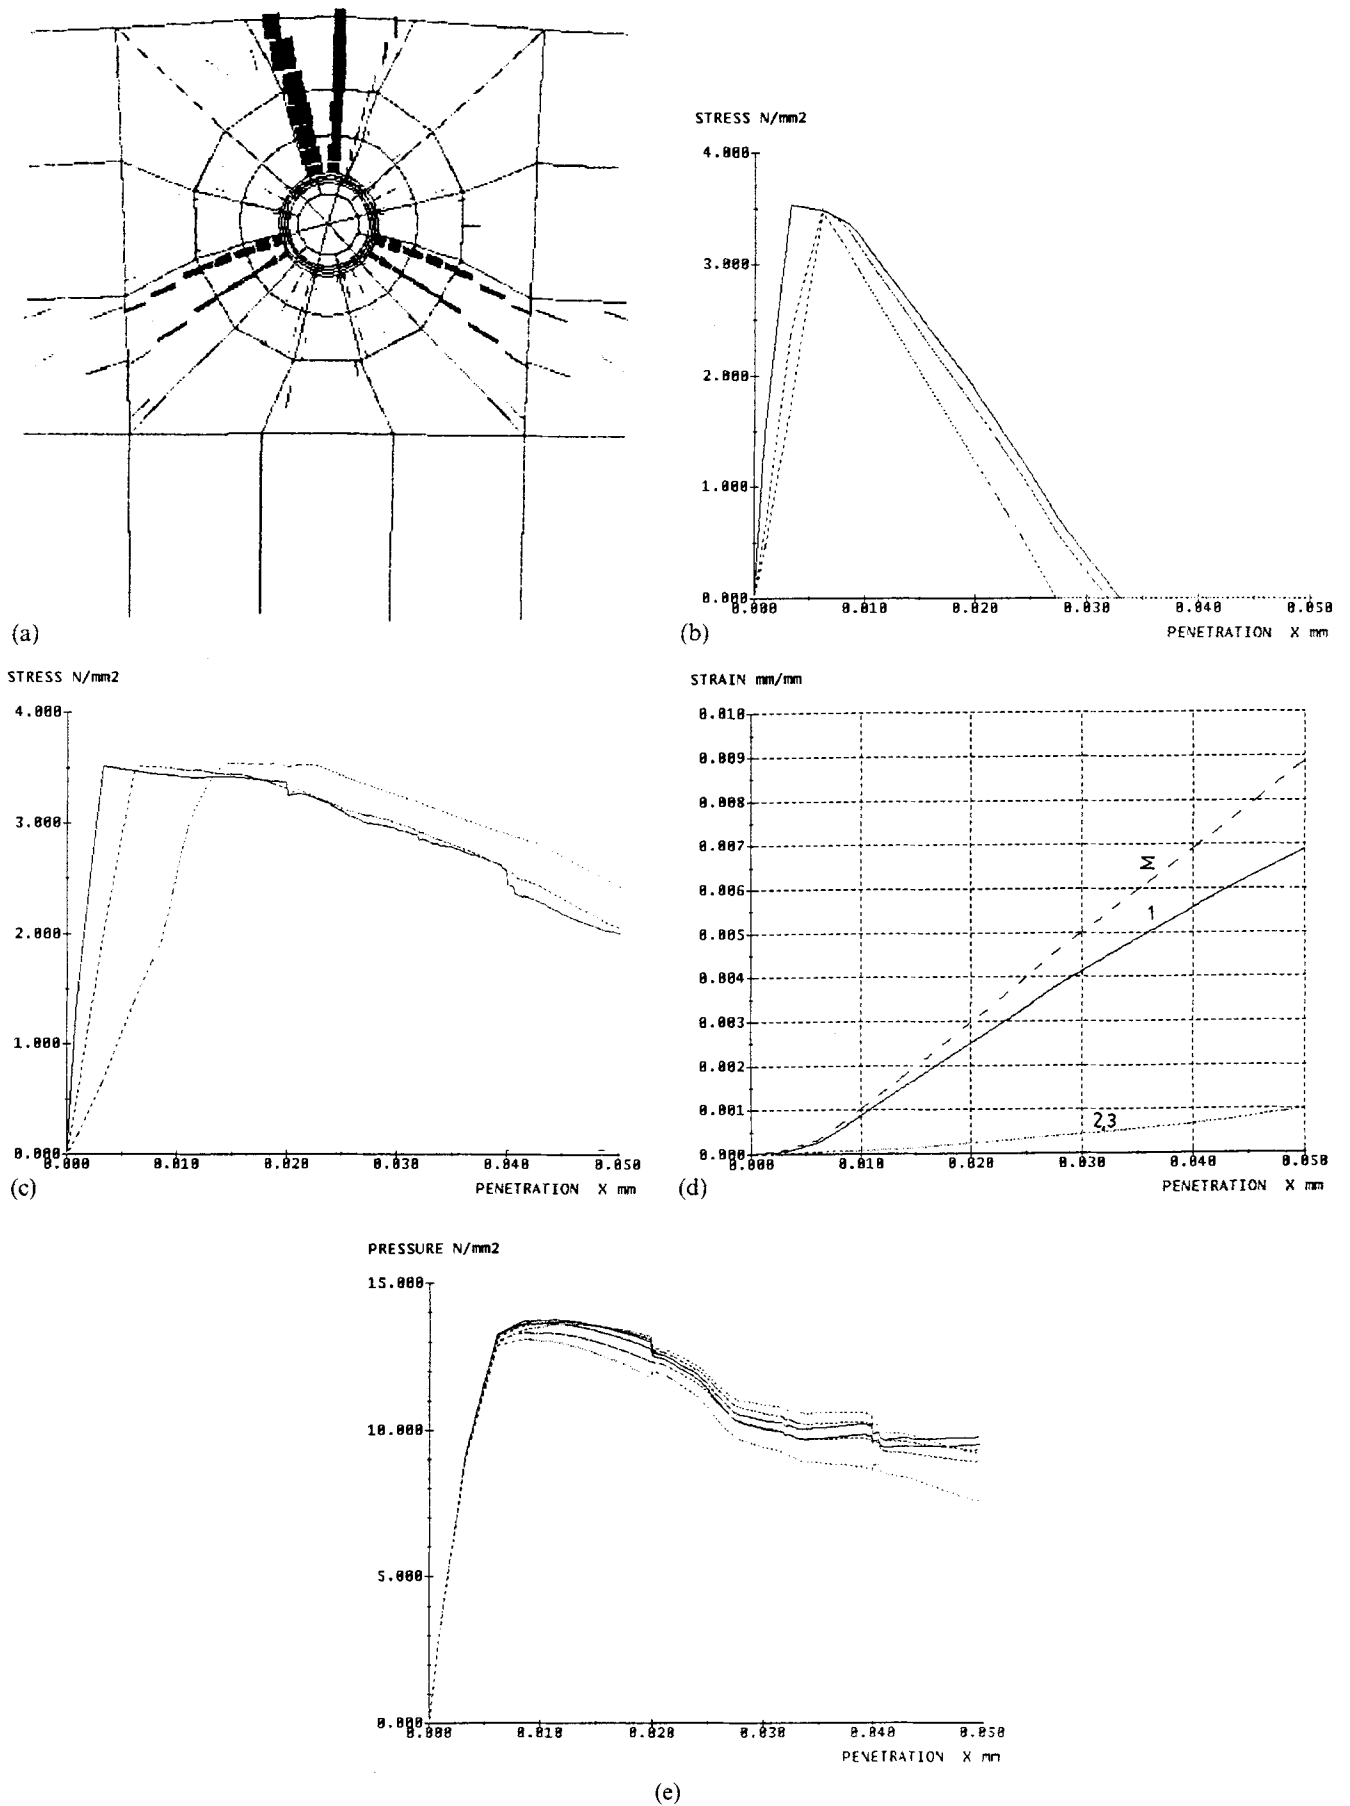 (a)
STRESS N/mm2
4.000
3.000
2.000
1.000
0.000
0.000 0.010 0.020 0.030 0.040 0.050
PENETRATION X mm
(b)
STRESS N/mm2
4.000
3.000
2.000
1.000
0.000
0.000 0.010 0.020 0.030 0.040 0.050
PENETRATION X mm
(c)
STRAIN mm/mm
0.010
0.009
0.008
0.007
0.006
0.005
0.004
0.003
0.002
0.001
0.000
Σ
1
2,3
0.000 0.010 0.020 0.030 0.040 0.050
PENETRATION X mm
(d)
PRESSURE N/mm2
15.000
10.000
5.000
0.000
0.000 0.010 0.020 0.030 0.040 0.050
PENETRATION X mm
(e)